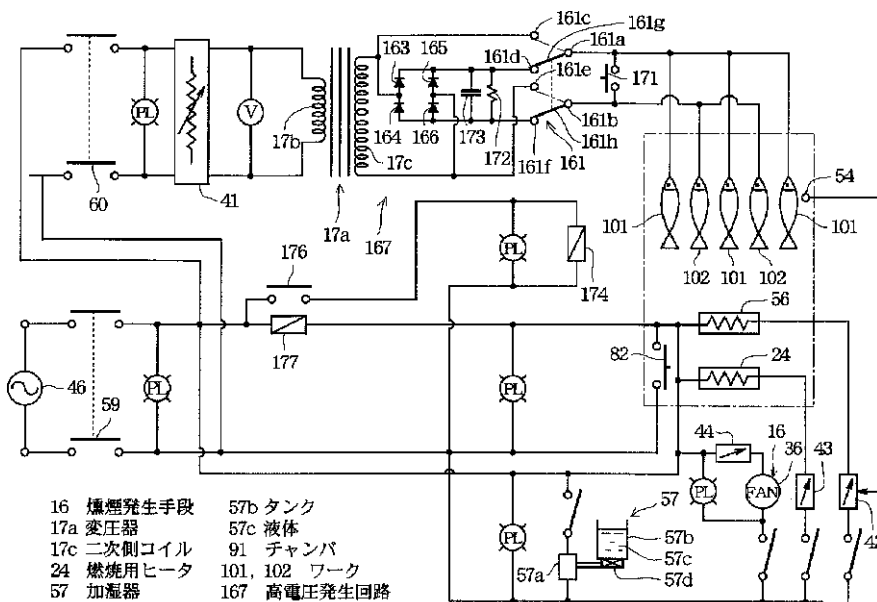 161c
161g
161a
161d
161e
171
163
165
164
166
173
172
161b
161h
161f
161
PL
V
17b
17c
60
41
17a
167
54
101
101
102
101
102
176
PL
174
56
177
82
24
46
PL
PL
59
44
16
36
43
PL
FAN
42
57
PL
57a
57b
57c
57d
16 燻煙発生手段
17a 変圧器
17c 二次側コイル
24 燃焼用ヒータ
57 加湿器
57b タンク
57c 液体
91 チャンバ
101, 102 ワーク
167 高電圧発生回路